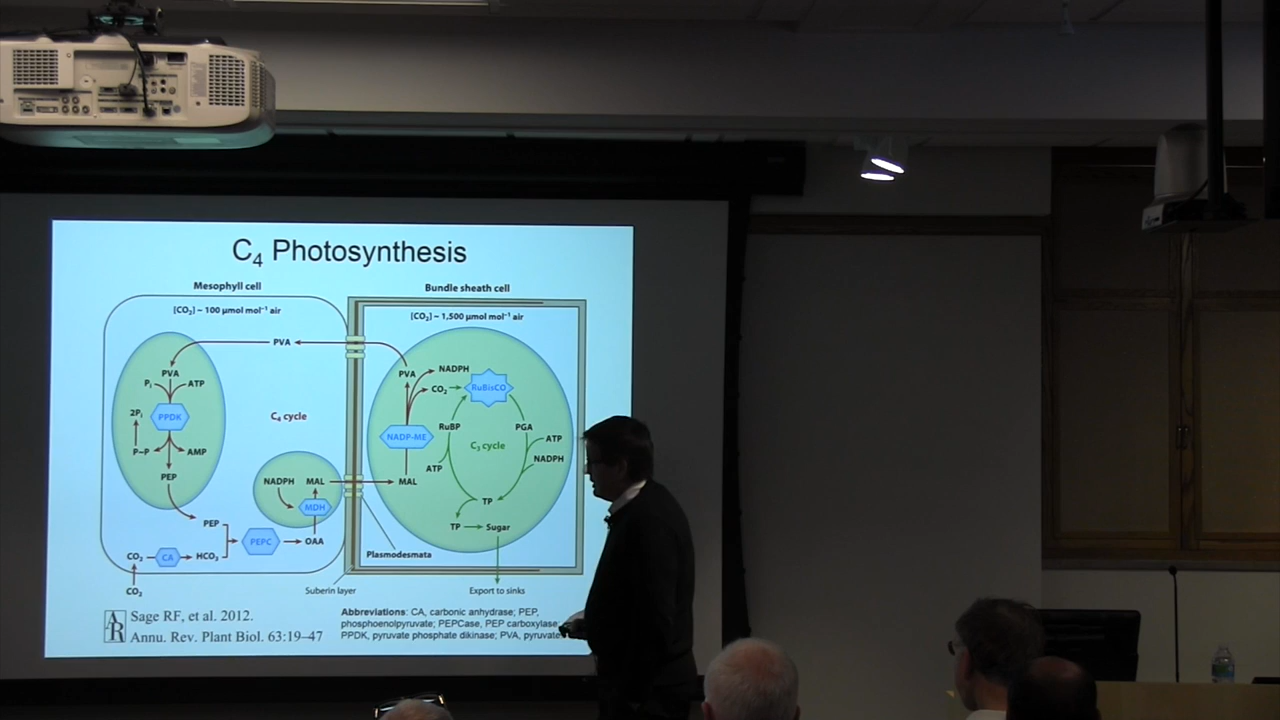 C4 Photosynthesis
Mesophyll cell
Bundle sheath cell
[CO2] ~ 100 µmol mol⁻¹ air
[CO2] ~ 1,500 µmol mol⁻¹ air
PVA
PVA
Pi
ATP
PPDK
2Pi
P~P
AMP
PEP
C4 cycle
NADPH
MAL
MDH
PEP
PEPC
OAA
CO2
CA
HCO3
CO2
PVA
NADPH
CO2
RuBisCO
NADP-ME
RuBP
PGA
C3 cycle
ATP
NADPH
ATP
MAL
TP
TP
Sugar
Plasmodesmata
Suberin layer
Export to sinks
AR
Sage RF, et al. 2012.
Annu. Rev. Plant Biol. 63:19–47
Abbreviations: CA, carbonic anhydrase; PEP,
phosphoenolpyruvate; PEPCase, PEP carboxylase;
PPDK, pyruvate phosphate dikinase; PVA, pyruvate